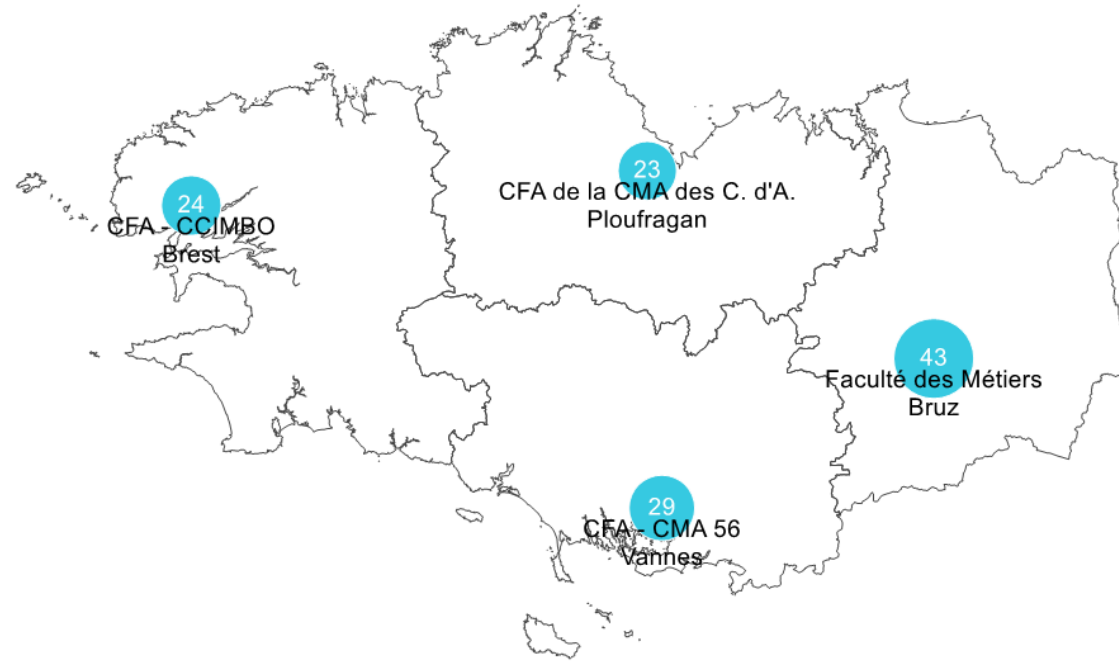 23
CFA de la CMA des C. d'A.
Ploufragan
24
CFA - CCIMBO
Brest
43
Faculté des Métiers
Bruz
29
CFA - CMA 56
Vannes